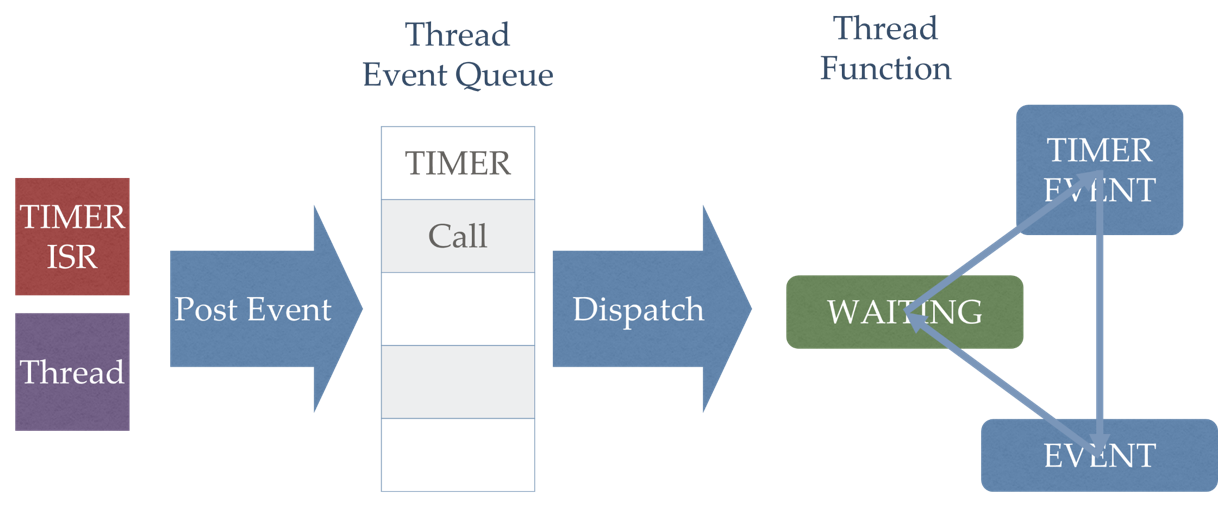 Thread
Event Queue
Thread
Function
TIMER
ISR
Thread
Post Event
TIMER
Call
Dispatch
TIMER
EVENT
WAITING
EVENT